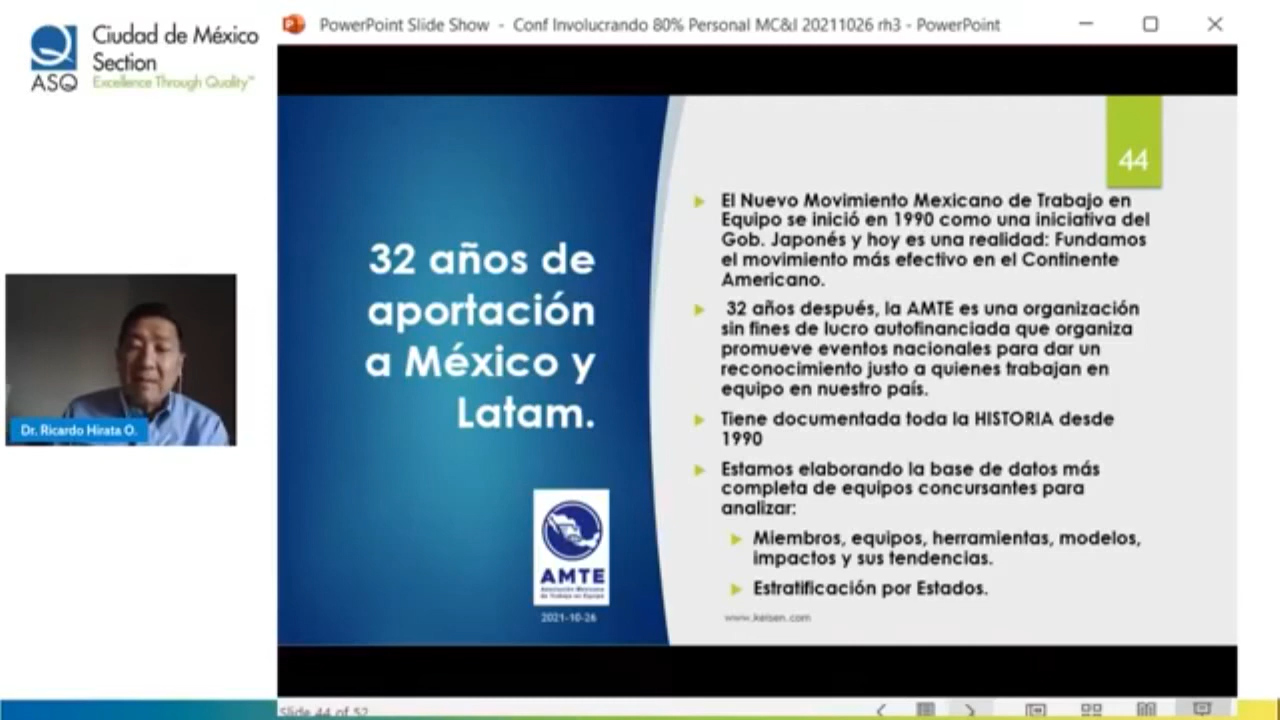 PowerPoint Slide Show - Conf Involucrando 80% Personal MC&I 20211026 rh3 - PowerPoint
Ciudad de México
Section
Excellence Through Quality™
ASQ
44
32 años de
aportación
a México y
Latam.
El Nuevo Movimiento Mexicano de Trabajo en
Equipo se inició en 1990 como una iniciativa del
Gob. Japonés y hoy es una realidad: Fundamos
el movimiento más efectivo en el Continente
Americano.
32 años después, la AMTE es una organización
sin fines de lucro autofinanciada que organiza
promueve eventos nacionales para dar un
reconocimiento justo a quienes trabajan en
equipo en nuestro país.
Tiene documentada toda la HISTORIA desde
1990
Estamos elaborando la base de datos más
completa de equipos concursantes para
analizar:
Miembros, equipos, herramientas, modelos,
impactos y sus tendencias.
Estratificación por Estados.
AMTE
Asociación Mexicana
de Trabajo en Equipo
2021-10-26
www.keisen.com
Dr. Ricardo Hirata O.
Slide 44 of 52